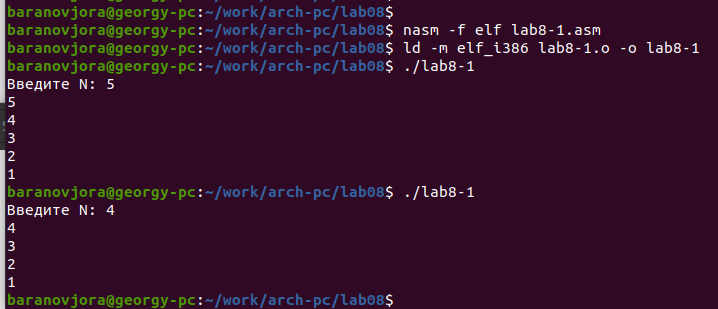 baranovjora@georgy-pc:~/work/arch-pc/lab08$
baranovjora@georgy-pc:~/work/arch-pc/lab08$ nasm -f elf lab8-1.asm
baranovjora@georgy-pc:~/work/arch-pc/lab08$ ld -m elf_i386 lab8-1.o -o lab8-1
baranovjora@georgy-pc:~/work/arch-pc/lab08$ ./lab8-1
Введите N: 5
5
4
3
2
1
baranovjora@georgy-pc:~/work/arch-pc/lab08$ ./lab8-1
Введите N: 4
4
3
2
1
baranovjora@georgy-pc:~/work/arch-pc/lab08$